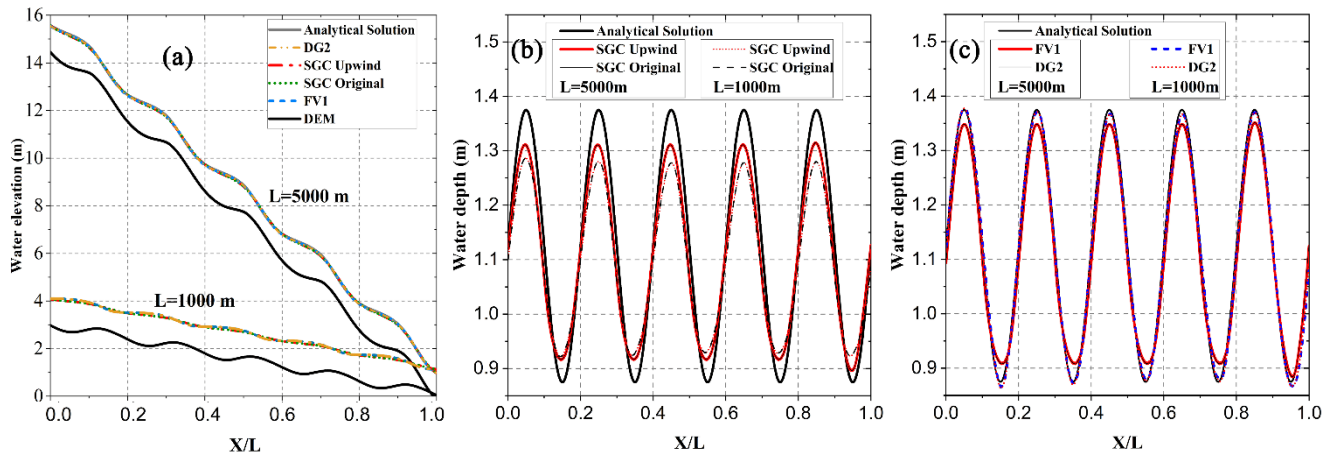 (a)
Analytical Solution
DG2
SGC Upwind
SGC Original
FV1
DEM
L=5000 m
L=1000 m
Water elevation (m)
16
14
12
10
8
6
4
2
0
0.0 0.2 0.4 0.6 0.8 1.0
X/L
(b)
Analytical Solution
SGC Upwind SGC Upwind
SGC Original SGC Original
L=5000m L=1000m
Water depth (m)
1.5
1.4
1.3
1.2
1.1
1.0
0.9
0.0 0.2 0.4 0.6 0.8 1.0
X/L
(c)
Analytical Solution
FV1 FV1
DG2 DG2
L=5000m L=1000m
Water depth (m)
1.5
1.4
1.3
1.2
1.1
1.0
0.9
0.0 0.2 0.4 0.6 0.8 1.0
X/L